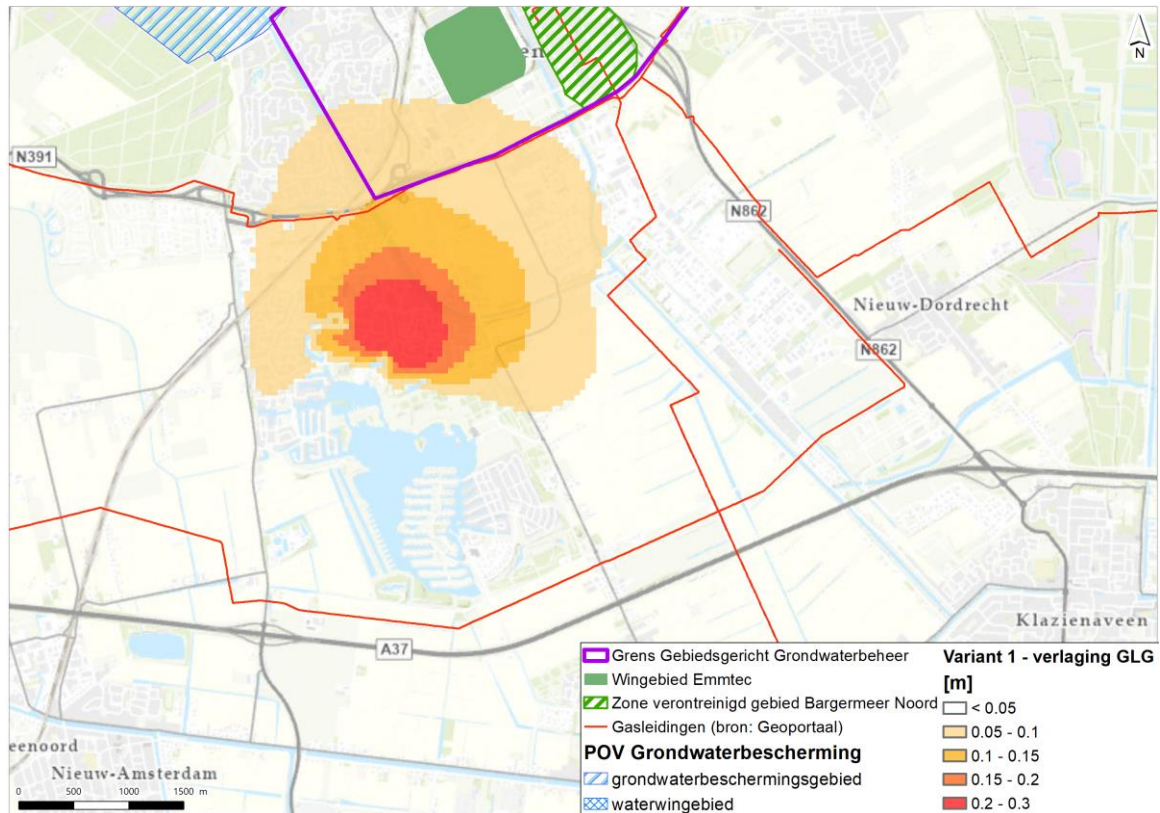 N
en
N391
N862
Nieuw-Dordrecht
N862
Klazienaveen
A37
eenoord
Nieuw-Amsterdam
0 500 1000 1500 m
Grens Gebiedsgericht Grondwaterbeheer
Wingebied Emmtec
Zone verontreinigd gebied Bargermeer Noord
Gasleidingen (bron: Geoportaal)
POV Grondwaterbescherming
grondwaterbeschermingsgebied
waterwingebied
Variant 1 - verlaging GLG
[m]
< 0.05
0.05 - 0.1
0.1 - 0.15
0.15 - 0.2
0.2 - 0.3